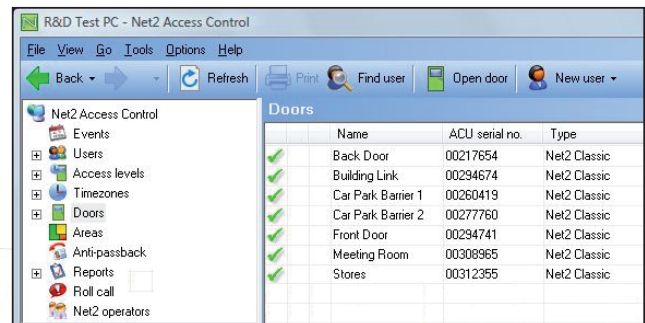 R&D Test PC - Net2 Access Control
File View Go Tools Options Help
Back Refresh Print Find user Open door New user
Net2 Access Control
Events
Users
Access levels
Timezones
Doors
Areas
Anti-passback
Reports
Roll call
Net2 operators
Doors
Name ACU serial no. Type
Back Door 00217654 Net2 Classic
Building Link 00294674 Net2 Classic
Car Park Barrier 1 00260419 Net2 Classic
Car Park Barrier 2 00277760 Net2 Classic
Front Door 00294741 Net2 Classic
Meeting Room 00308965 Net2 Classic
Stores 00312355 Net2 Classic